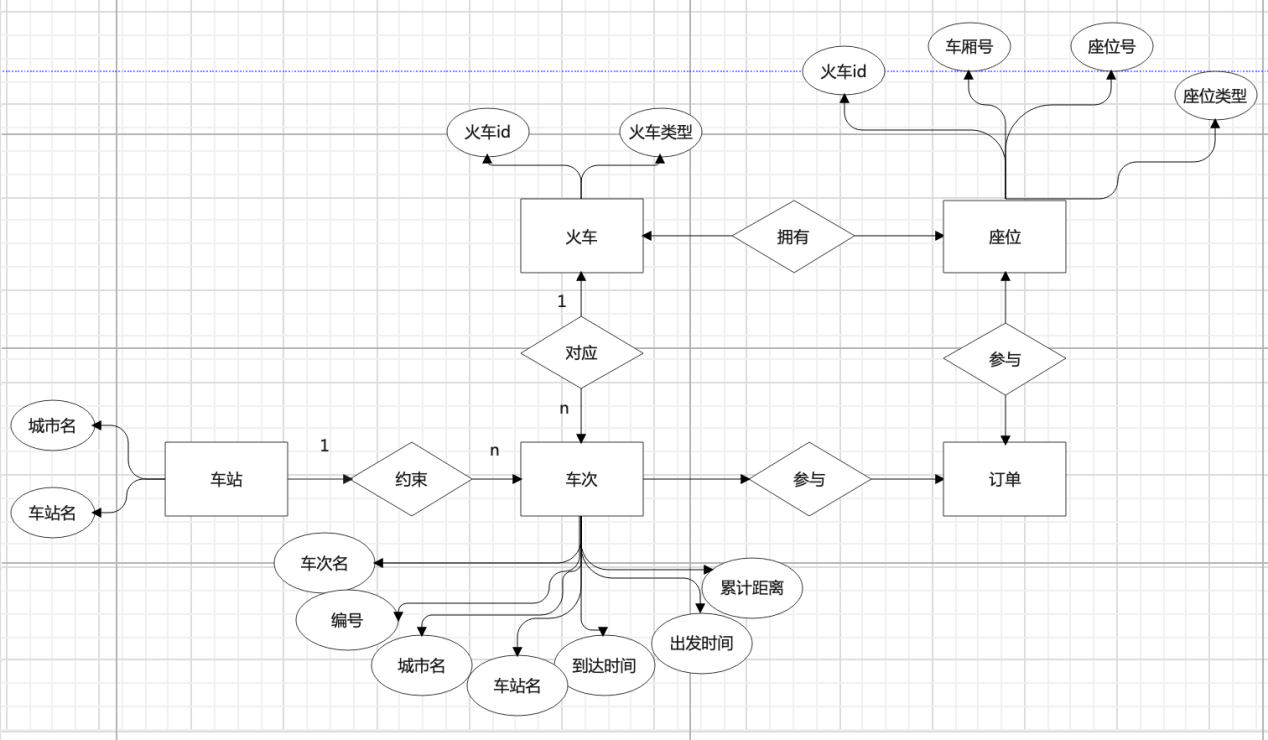 车厢号
座位号
火车id
座位类型
火车id
火车类型
火车
拥有
座位
1
对应
参与
n
城市名
车站名
车站
1
约束
n
车次
参与
订单
车次名
编号
城市名
车站名
到达时间
出发时间
累计距离